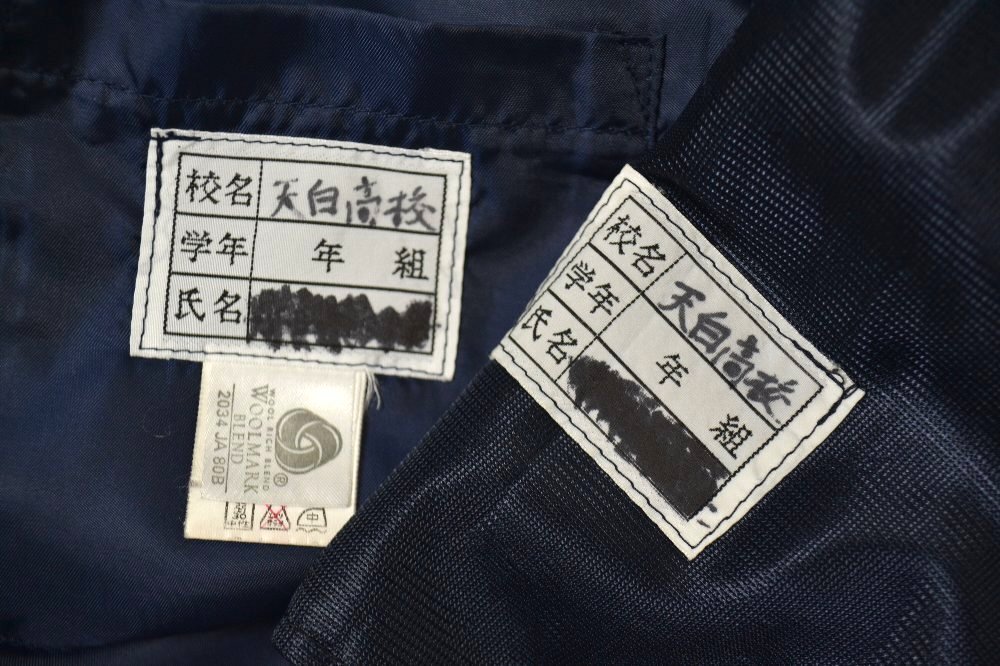 校名 天白高校
学年 年 組
氏名
WOOL RICH BLEND
WOOLMARK
®
BLEND
2034 JA 80B
中
校名 天白高校
学年 年 組
氏名